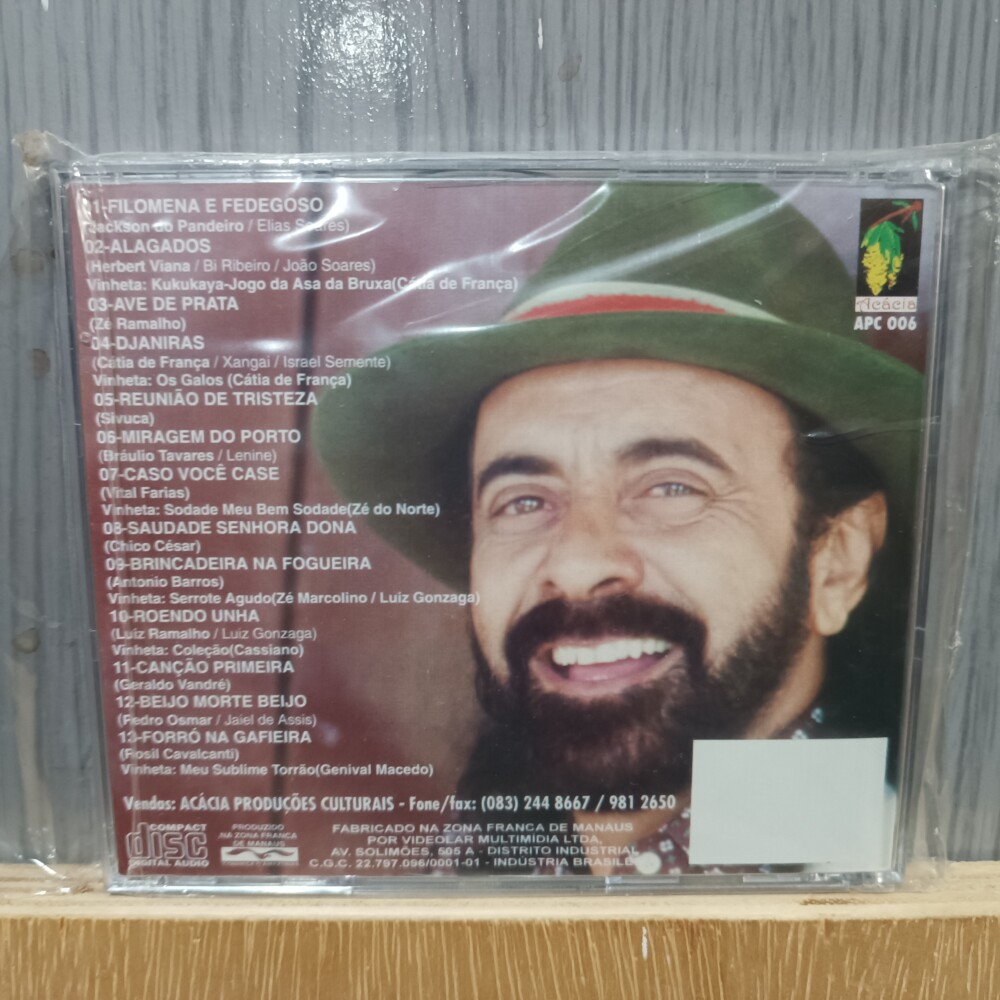 01-FILOMENA E FEDEGOSO
(Jackson do Pandeiro / Elias Soares)
02-ALAGADOS
(Herbert Viana / Bi Ribeiro / João Soares)
Vinheta: Kukukaya-Jogo da Asa da Bruxa(Cátia de França)
03-AVE DE PRATA
(Zé Ramalho)
04-DJANIRAS
(Cátia de França / Xangai / Israel Semente)
Vinheta: Os Galos (Cátia de França)
05-REUNIÃO DE TRISTEZA
(Sivuca)
06-MIRAGEM DO PORTO
(Bráulio Tavares / Lenine)
07-CASO VOCÊ CASE
(Vital Farias)
Vinheta: Sodade Meu Bem Sodade(Zé do Norte)
08-SAUDADE SENHORA DONA
(Chico César)
09-BRINCADEIRA NA FOGUEIRA
(Antonio Barros)
Vinheta: Serrote Agudo(Zé Marcolino / Luiz Gonzaga)
10-ROENDO UNHA
(Luiz Ramalho / Luiz Gonzaga)
Vinheta: Coleção(Cassiano)
11-CANÇÃO PRIMEIRA
(Geraldo Vandré)
12-BEIJO MORTE BEIJO
(Pedro Osmar / Jaiel de Assis)
13-FORRÓ NA GAFIEIRA
(Rosil Cavalcanti)
Vinheta: Meu Sublime Torrão(Genival Macedo)
Acácia
APC 006
Vendas: ACÁCIA PRODUÇÕES CULTURAIS - Fone/fax: (083) 244 8667 / 981 2650
COMPACT
disc
DIGITAL AUDIO
PRODUZIDO
NA ZONA FRANCA
DE MANAUS
FABRICADO NA ZONA FRANCA DE MANAUS
POR VIDEOLAR MULTIMÍDIA LTDA,
AV. SOLIMÕES, 505 A - DISTRITO INDUSTRIAL
C.G.C. 22.797.096/0001-01 - INDÚSTRIA BRASILE